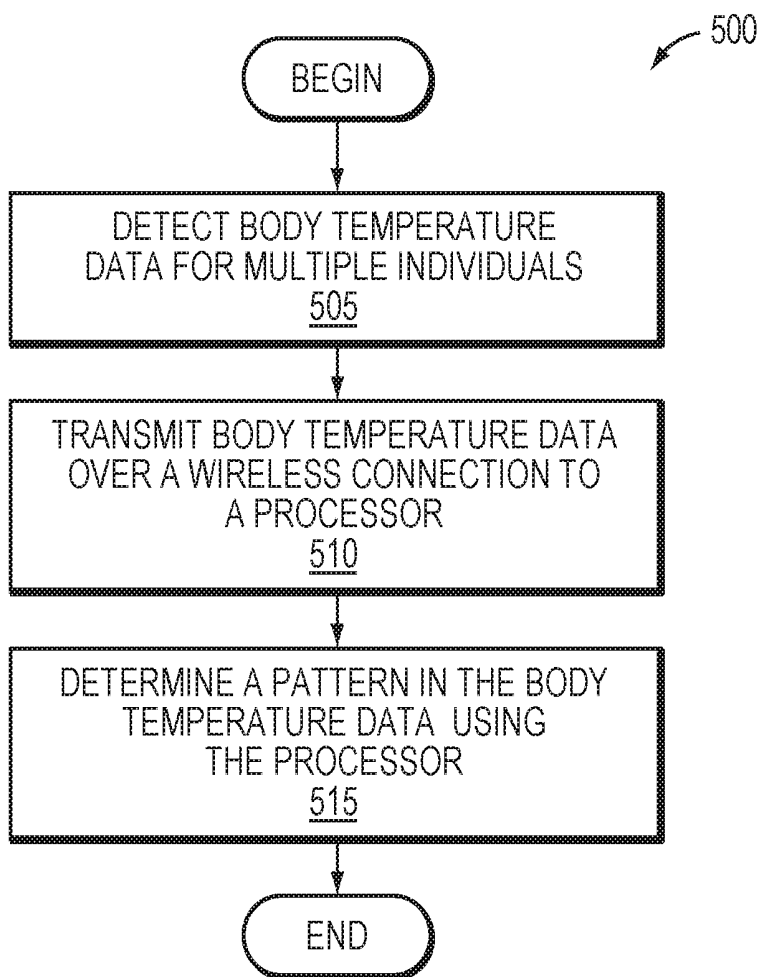 500
BEGIN
DETECT BODY TEMPERATURE
DATA FOR MULTIPLE INDIVIDUALS
505
TRANSMIT BODY TEMPERATURE DATA
OVER A WIRELESS CONNECTION TO
A PROCESSOR
510
DETERMINE A PATTERN IN THE BODY
TEMPERATURE DATA USING
THE PROCESSOR
515
END